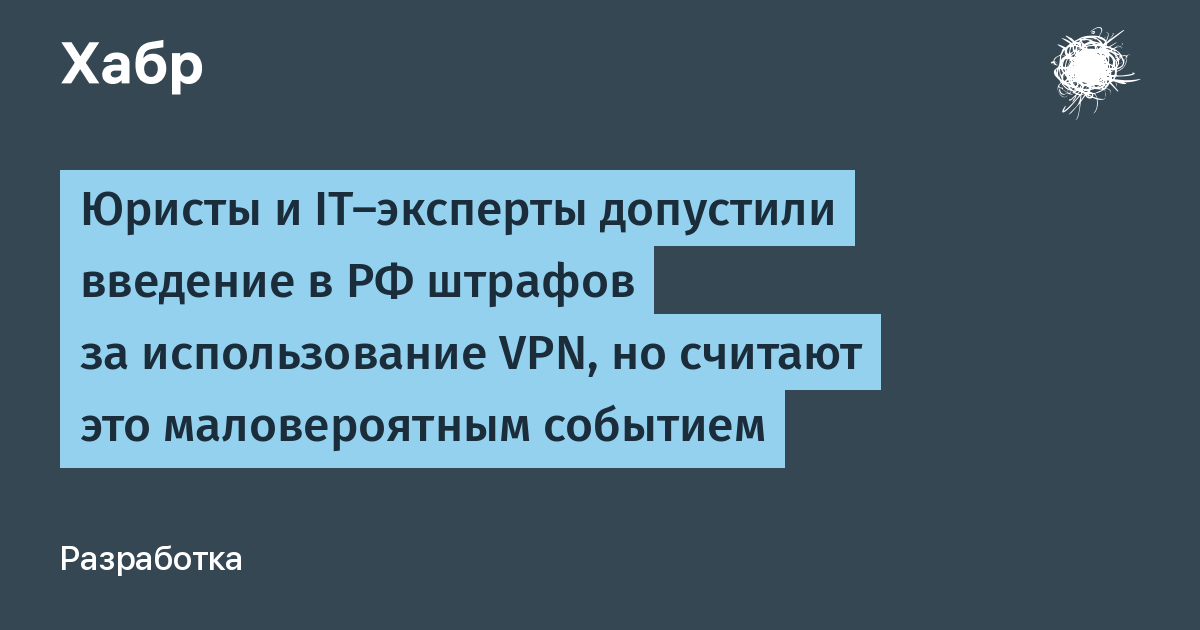 Хабр
Юристы и IT–эксперты допустили
введение в РФ штрафов
за использование VPN, но считают
это маловероятным событием
Разработка